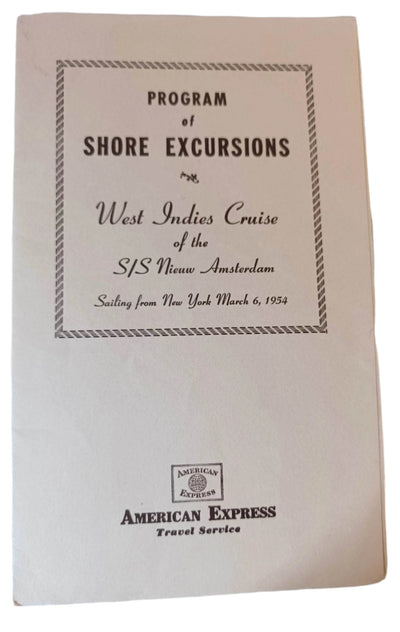 PROGRAM
of
SHORE EXCURSIONS
West Indies Cruise
of the
S/S Nieuw Amsterdam
Sailing from New York March 6, 1954
AMERICAN
EXPRESS
AMERICAN EXPRESS
Travel Service